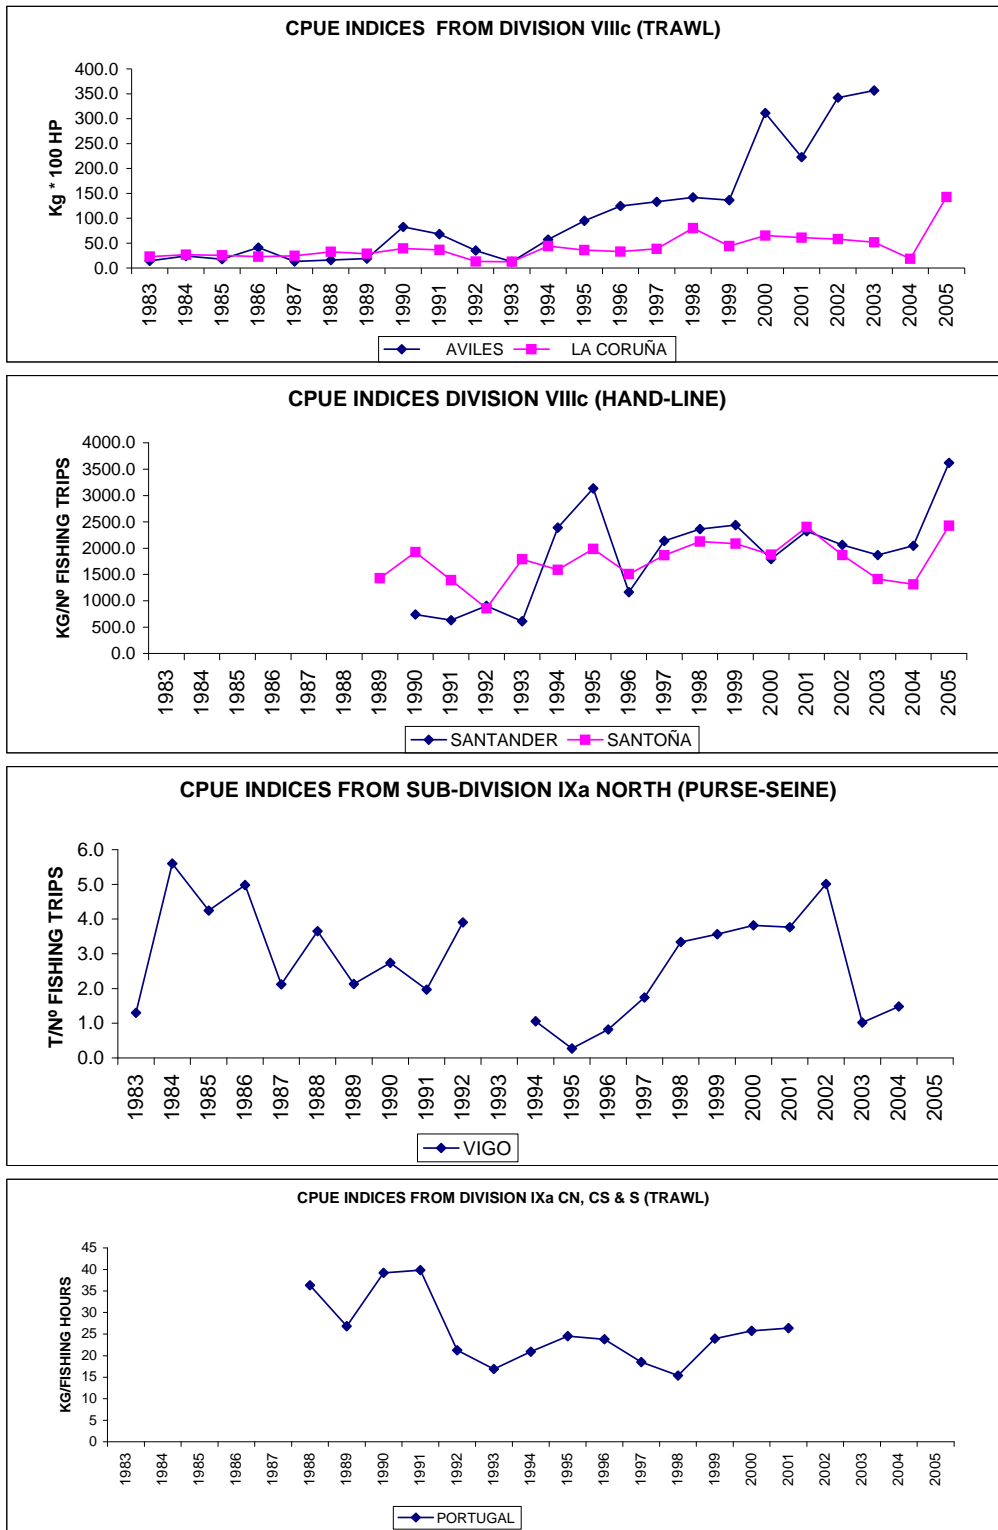 CPUE INDICES FROM DIVISION VIIIc (TRAWL)
Kg * 100 HP
400.0
350.0
300.0
250.0
200.0
150.0
100.0
50.0
0.0
1983 1984 1985 1986 1987 1988 1989 1990 1991 1992 1993 1994 1995 1996 1997 1998 1999 2000 2001 2002 2003 2004 2005
AVILES LA CORUÑA
CPUE INDICES DIVISION VIIIc (HAND-LINE)
KG/Nº FISHING TRIPS
4000.0
3500.0
3000.0
2500.0
2000.0
1500.0
1000.0
500.0
0.0
1983 1984 1985 1986 1987 1988 1989 1990 1991 1992 1993 1994 1995 1996 1997 1998 1999 2000 2001 2002 2003 2004 2005
SANTANDER SANTOÑA
CPUE INDICES FROM SUB-DIVISION IXa NORTH (PURSE-SEINE)
T/Nº FISHING TRIPS
6.0
5.0
4.0
3.0
2.0
1.0
0.0
1983 1984 1985 1986 1987 1988 1989 1990 1991 1992 1993 1994 1995 1996 1997 1998 1999 2000 2001 2002 2003 2004 2005
VIGO
CPUE INDICES FROM DIVISION IXa CN, CS & S (TRAWL)
KG/FISHING HOURS
45
40
35
30
25
20
15
10
5
0
1983 1984 1985 1986 1987 1988 1989 1990 1991 1992 1993 1994 1995 1996 1997 1998 1999 2000 2001 2002 2003 2004 2005
PORTUGAL